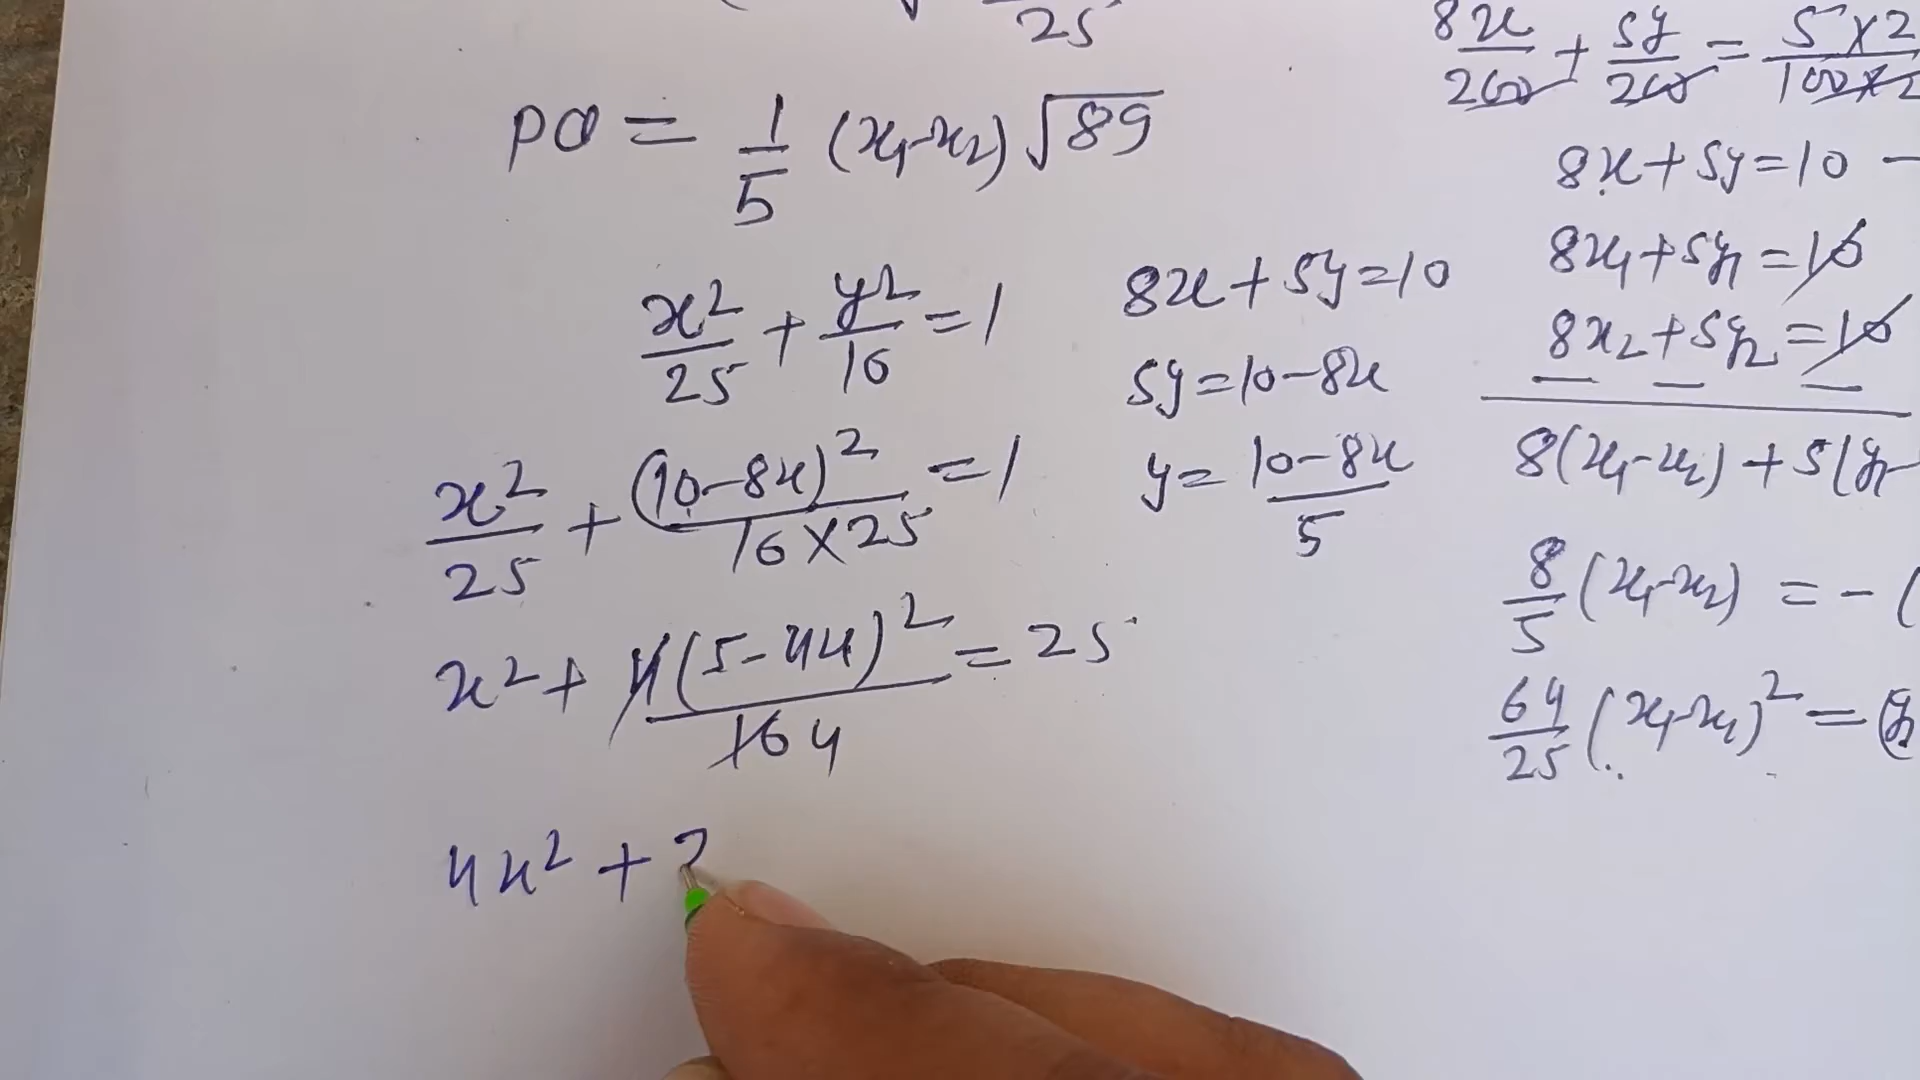 25
PQ = 1/5 (x₁-x₂)√89
x²/25 + y²/16 = 1
x²/25 + (10-8x)²/(16×25) = 1
x² + 4(5-4x)²/16 4 = 25
4x² + 2
8x+5y=10
5y=10-8x
y= (10-8x)/5
8x/200 + 5y/200 = 5×2/100×2
8x+5y=10 -
8x₁+5y₁=10
8x₂+5y₂=10
8(x₁-x₂)+5(y₁-
8/5(x₁-x₂) = -(
64/25(x₁-x₂)² = (y